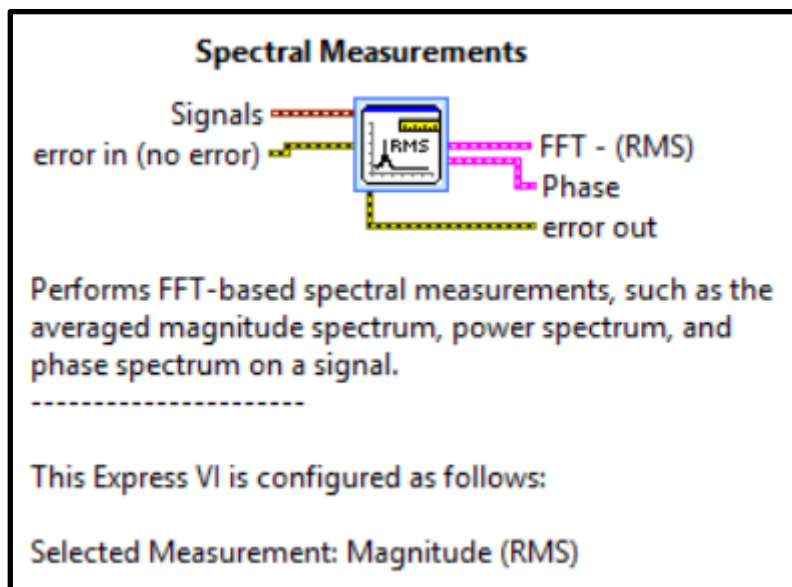 Spectral Measurements
Signals
error in (no error)
RMS
FFT - (RMS)
Phase
error out
Performs FFT-based spectral measurements, such as the
averaged magnitude spectrum, power spectrum, and
phase spectrum on a signal.
----------------------
This Express VI is configured as follows:
Selected Measurement: Magnitude (RMS)